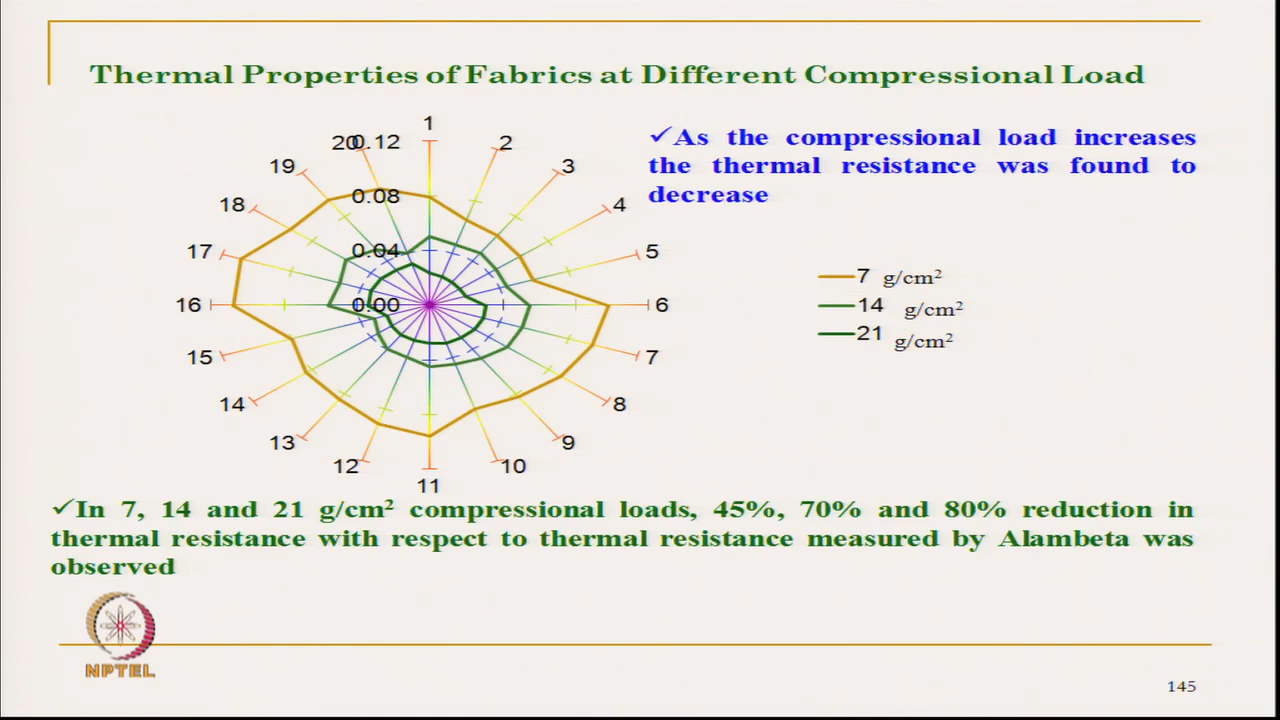 Thermal Properties of Fabrics at Different Compressional Load
✓As the compressional load increases
the thermal resistance was found to
decrease
1
2
3
4
5
6
7
8
9
10
11
12
13
14
15
16
17
18
19
20
0.12
0.08
0.04
0.00
7 g/cm²
14 g/cm²
21 g/cm²
✓In 7, 14 and 21 g/cm² compressional loads, 45%, 70% and 80% reduction in
thermal resistance with respect to thermal resistance measured by Alambeta was
observed
NPTEL
145